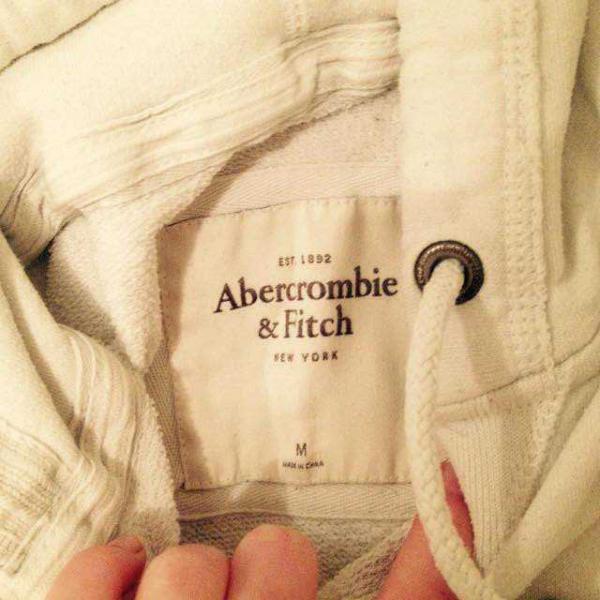 EST. 1892
Abercrombie
& Fitch
NEW YORK
M
MADE IN CHINA